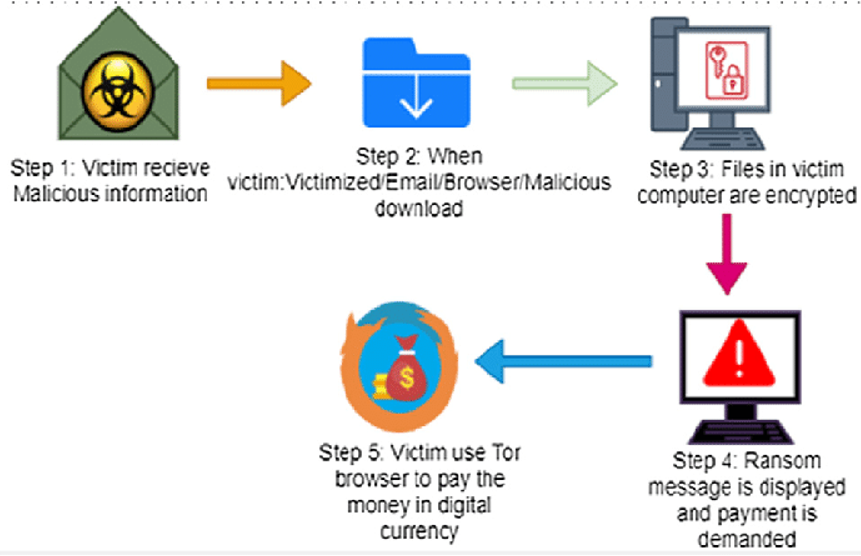 Step 1: Victim recieve
Malicious information
Step 2: When
victim:Victimized/Email/Browser/Malicious
download
Step 3: Files in victim
computer are encrypted
Step 4: Ransom
message is displayed
and payment is
demanded
Step 5: Victim use Tor
browser to pay the
money in digital
currency